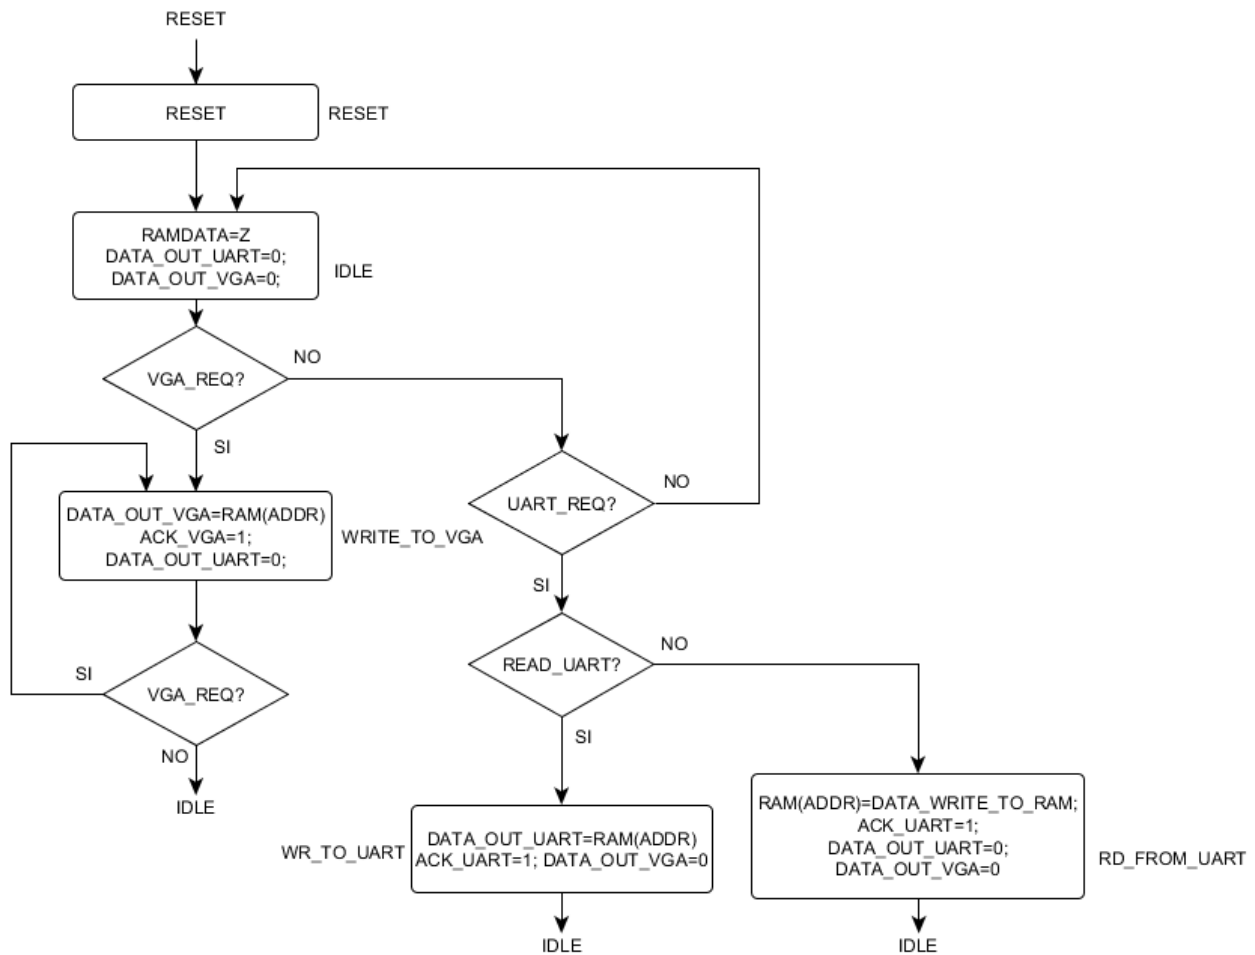 RESET
RESET
RESET
RAMDATA=Z
DATA_OUT_UART=0;
DATA_OUT_VGA=0;
IDLE
VGA_REQ?
NO
SI
DATA_OUT_VGA=RAM(ADDR)
ACK_VGA=1;
DATA_OUT_UART=0;
WRITE_TO_VGA
UART_REQ?
NO
SI
VGA_REQ?
SI
NO
IDLE
READ_UART?
NO
SI
WR_TO_UART
DATA_OUT_UART=RAM(ADDR)
ACK_UART=1; DATA_OUT_VGA=0
IDLE
RAM(ADDR)=DATA_WRITE_TO_RAM;
ACK_UART=1;
DATA_OUT_UART=0;
DATA_OUT_VGA=0
RD_FROM_UART
IDLE